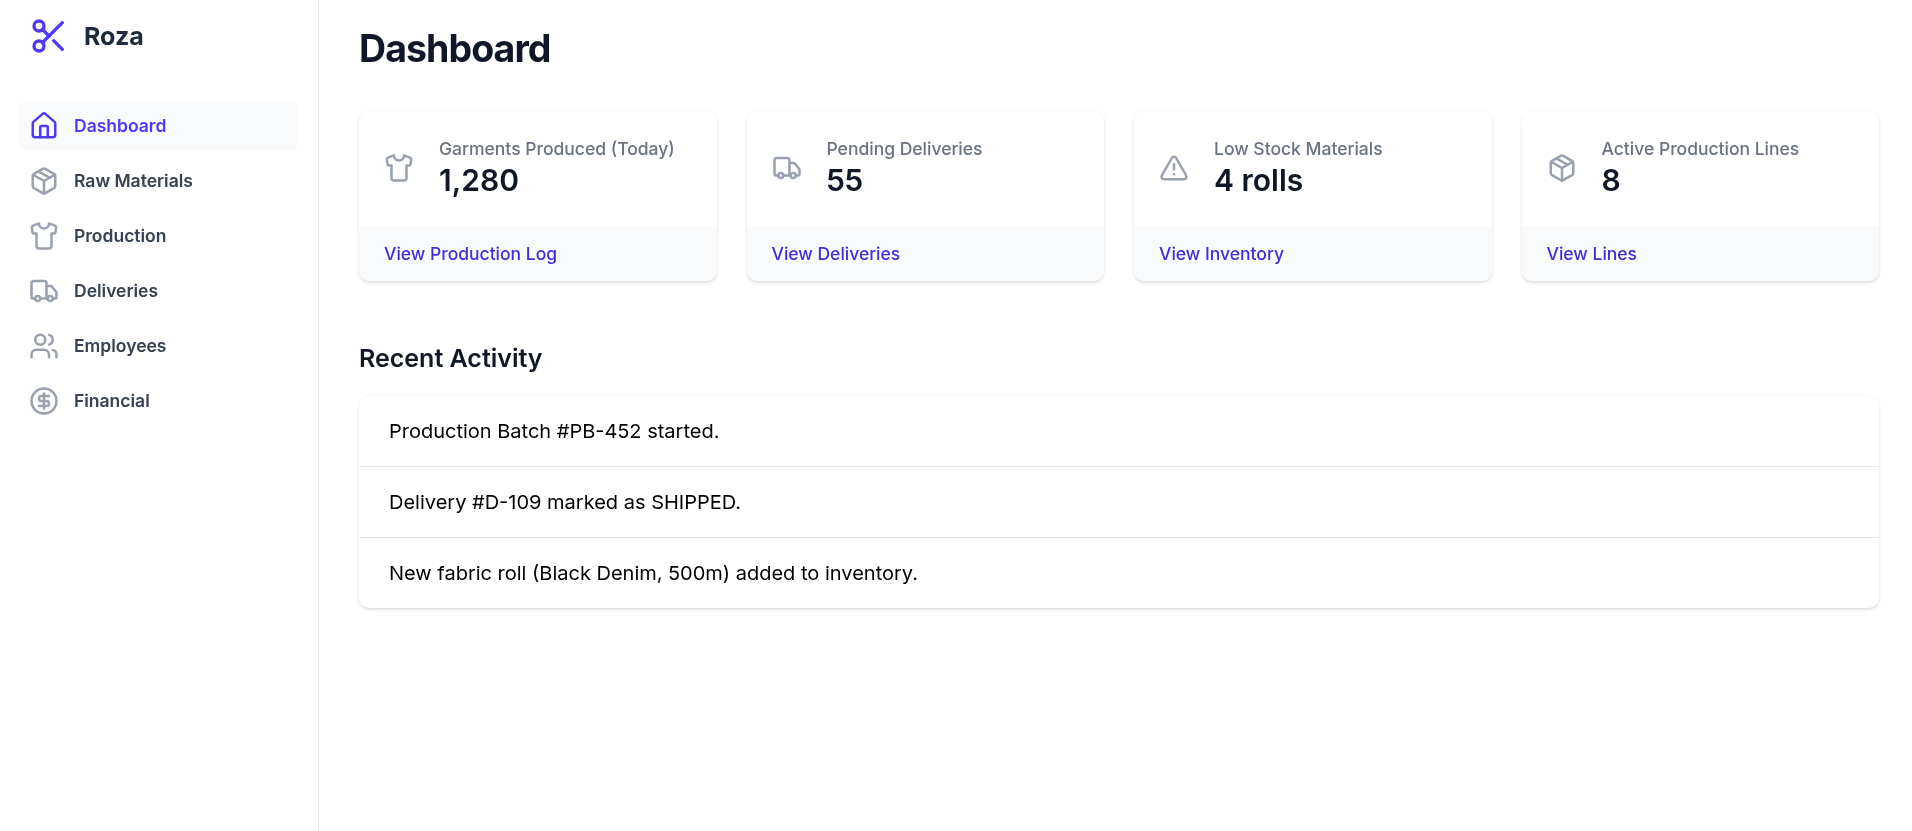 Roza
Dashboard
Raw Materials
Production
Deliveries
Employees
Financial
Dashboard
Garments Produced (Today)
1,280
View Production Log
Pending Deliveries
55
View Deliveries
Low Stock Materials
4 rolls
View Inventory
Active Production Lines
8
View Lines
Recent Activity
Production Batch #PB-452 started.
Delivery #D-109 marked as SHIPPED.
New fabric roll (Black Denim, 500m) added to inventory.